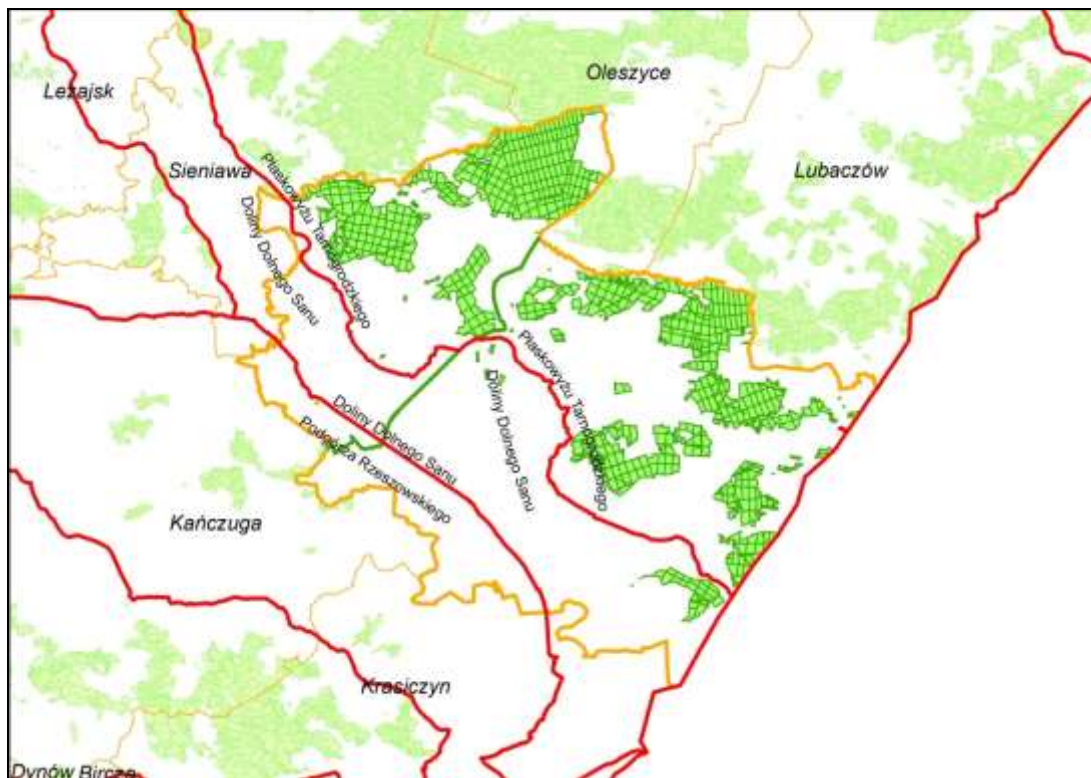 Oleszyce
Leżajsk
Sieniawa
Lubaczów
Płaskowyżu Tarnogrodzkiego
Doliny Dolnego Sanu
Płaskowyżu Tarnogrodzkiego
Doliny Dolnego Sanu
Doliny Dolnego Sanu
Podgórza Rzeszowskiego
Kańczuga
Krasiczyn
Dynów Bircza